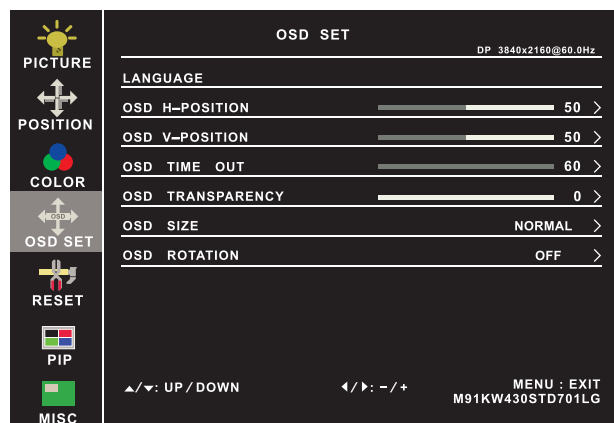 OSD SET
DP 3840x2160@60.0Hz
PICTURE
POSITION
COLOR
OSD
OSD SET
RESET
PIP
MISC
LANGUAGE
OSD H–POSITION 50 >
OSD V–POSITION 50 >
OSD TIME OUT 60 >
OSD TRANSPARENCY 0 >
OSD SIZE NORMAL >
OSD ROTATION OFF >
▲/▼: UP / DOWN ◀/▶: – / + MENU : EXIT
M91KW430STD701LG